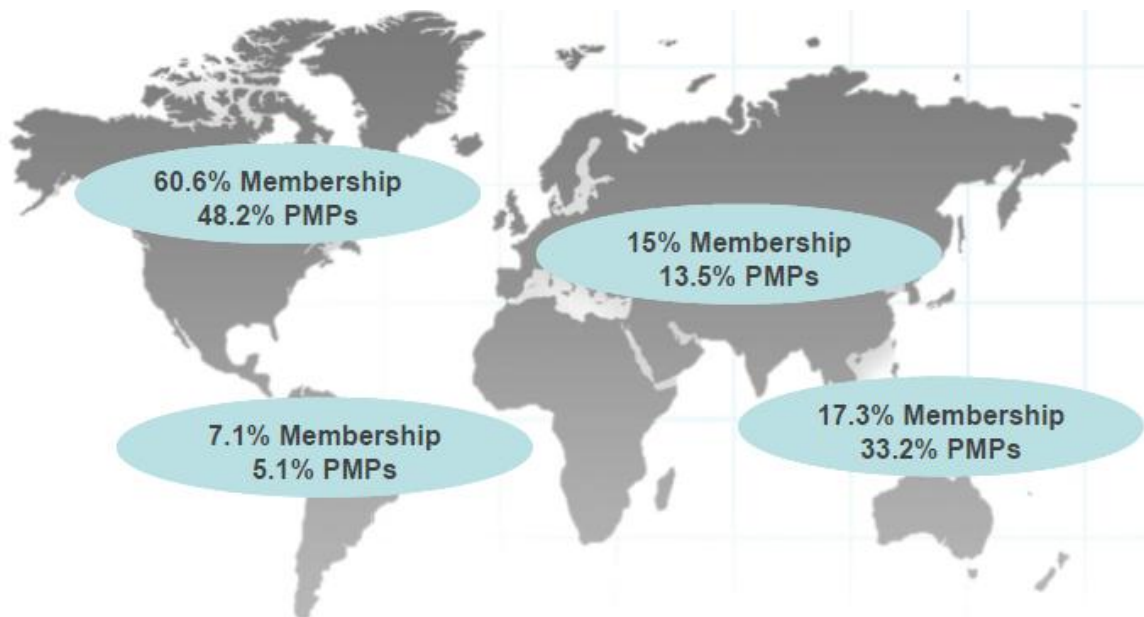 60.6% Membership
48.2% PMPs
15% Membership
13.5% PMPs
7.1% Membership
5.1% PMPs
17.3% Membership
33.2% PMPs